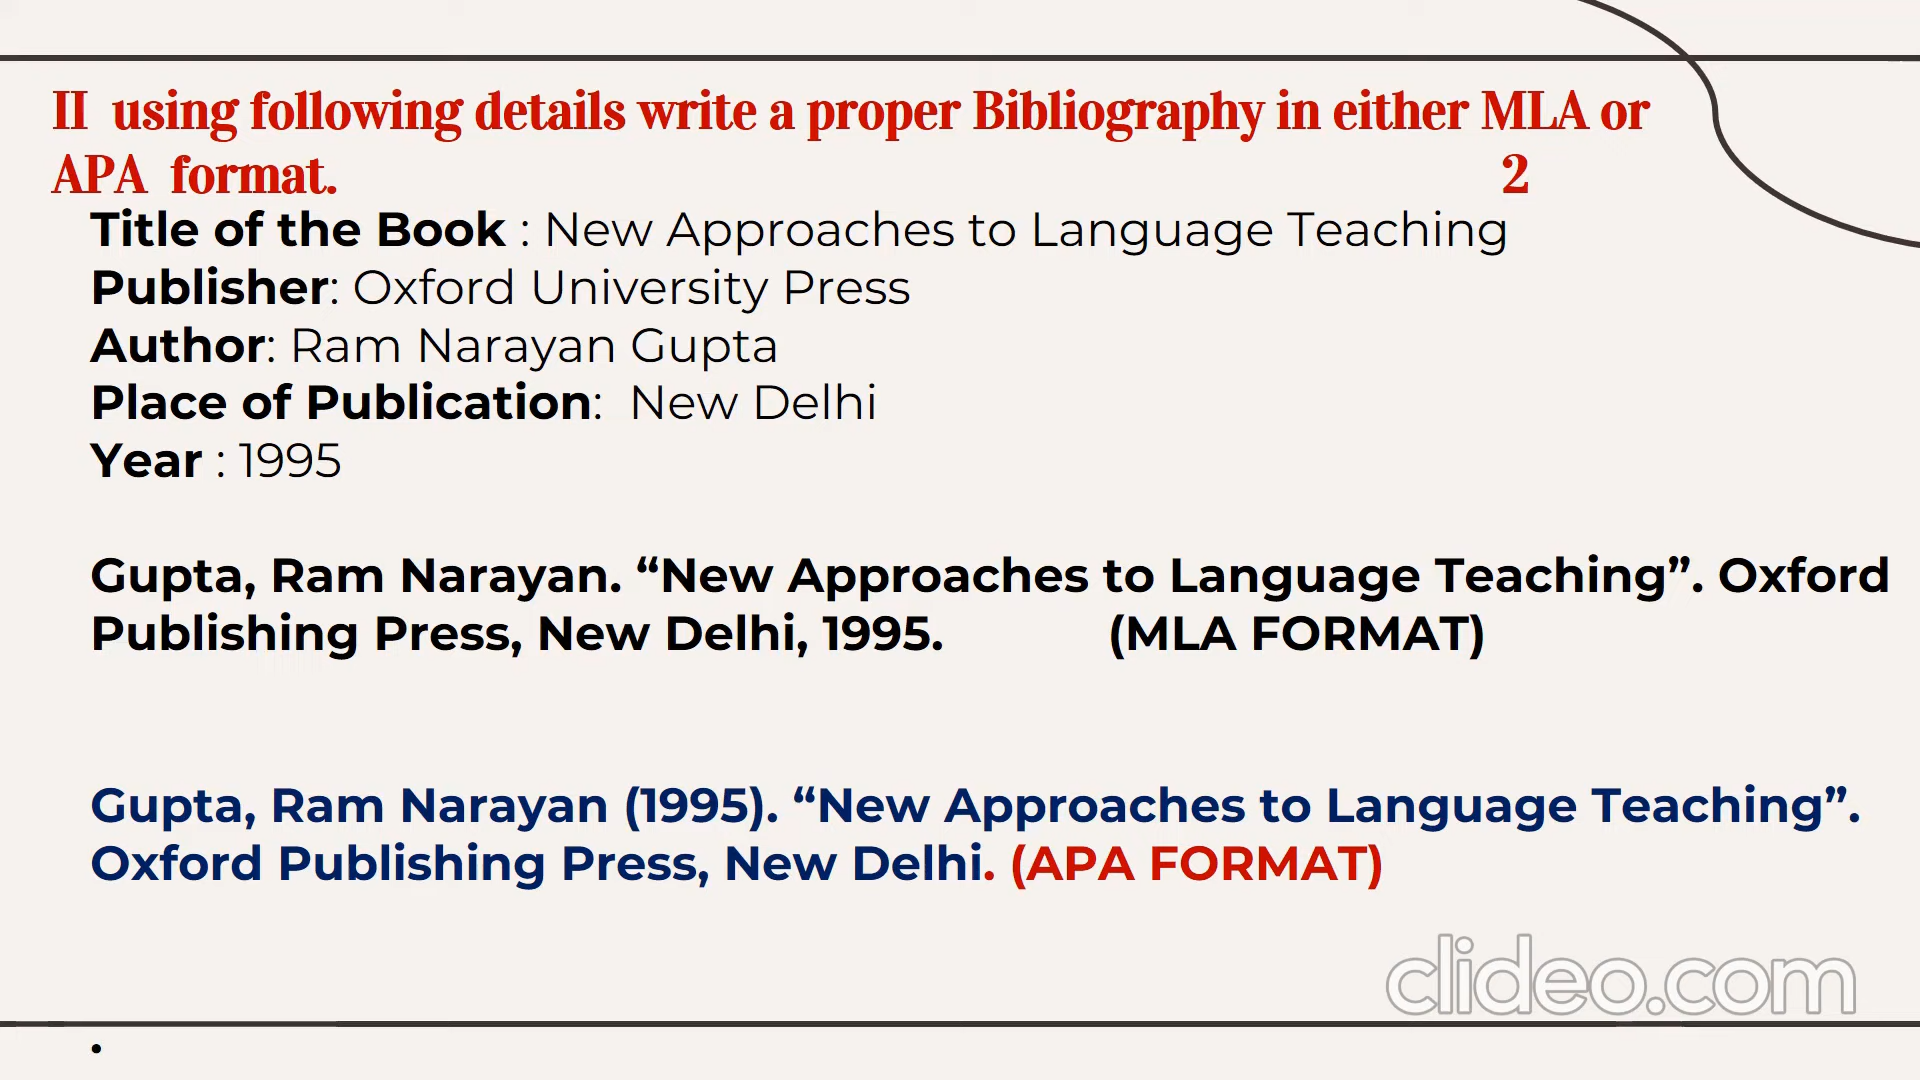 II using following details write a proper Bibliography in either MLA or
APA format. 2
Title of the Book : New Approaches to Language Teaching
Publisher: Oxford University Press
Author: Ram Narayan Gupta
Place of Publication: New Delhi
Year : 1995
Gupta, Ram Narayan. “New Approaches to Language Teaching”. Oxford
Publishing Press, New Delhi, 1995. (MLA FORMAT)
Gupta, Ram Narayan (1995). “New Approaches to Language Teaching”.
Oxford Publishing Press, New Delhi. (APA FORMAT)
clideo.com